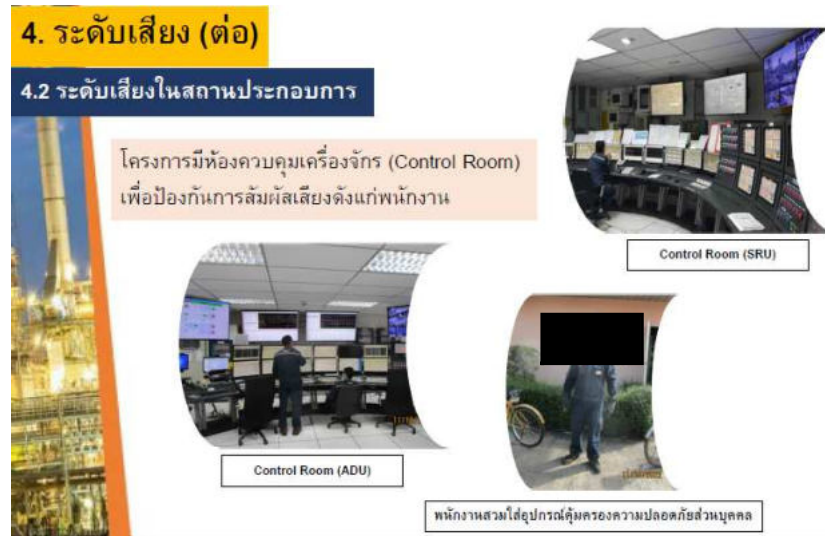 4. ระดับเสียง (ต่อ)
4.2 ระดับเสียงในสถานประกอบการ
โครงการมีห้องควบคุมเครื่องจักร (Control Room)
เพื่อป้องกันการสัมผัสเสียงดังแก่พนักงาน
Control Room (SRU)
Control Room (ADU)
พนักงานสวมใส่อุปกรณ์คุ้มครองความปลอดภัยส่วนบุคคล